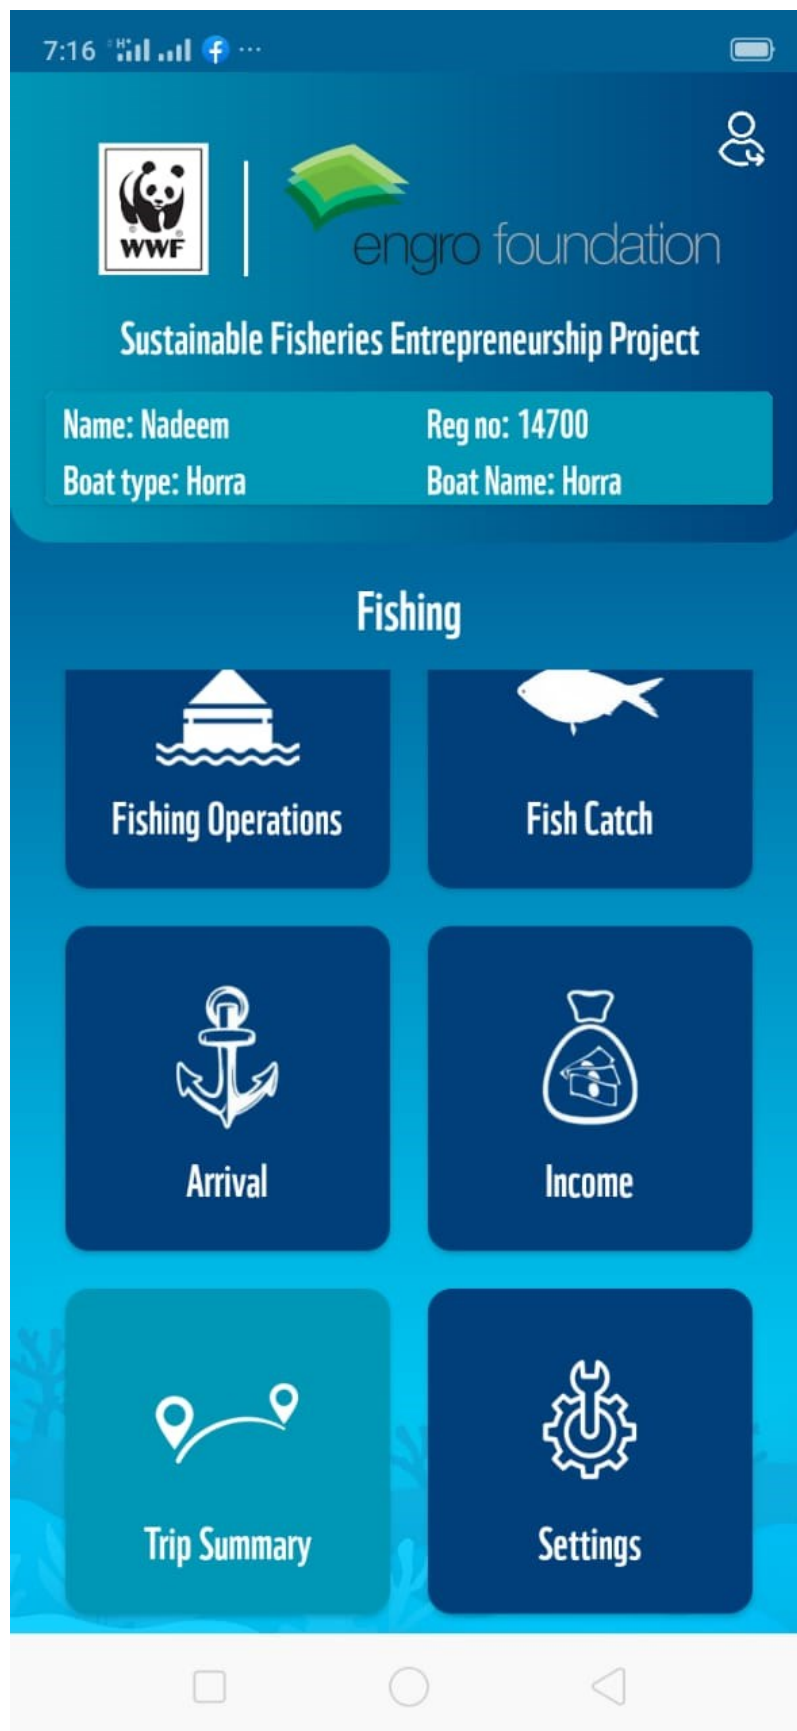 7:16
WWF
engro foundation
Sustainable Fisheries Entrepreneurship Project
Name: Nadeem Reg no: 14700
Boat type: Horra Boat Name: Horra
Fishing
Fishing Operations Fish Catch
Arrival Income
Trip Summary Settings